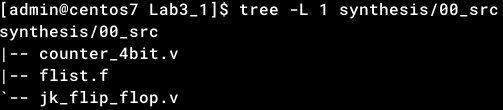 [admin@centos7 Lab3_1]$ tree -L 1 synthesis/00_src
synthesis/00_src
|-- counter_4bit.v
|-- flist.f
`-- jk_flip_flop.v